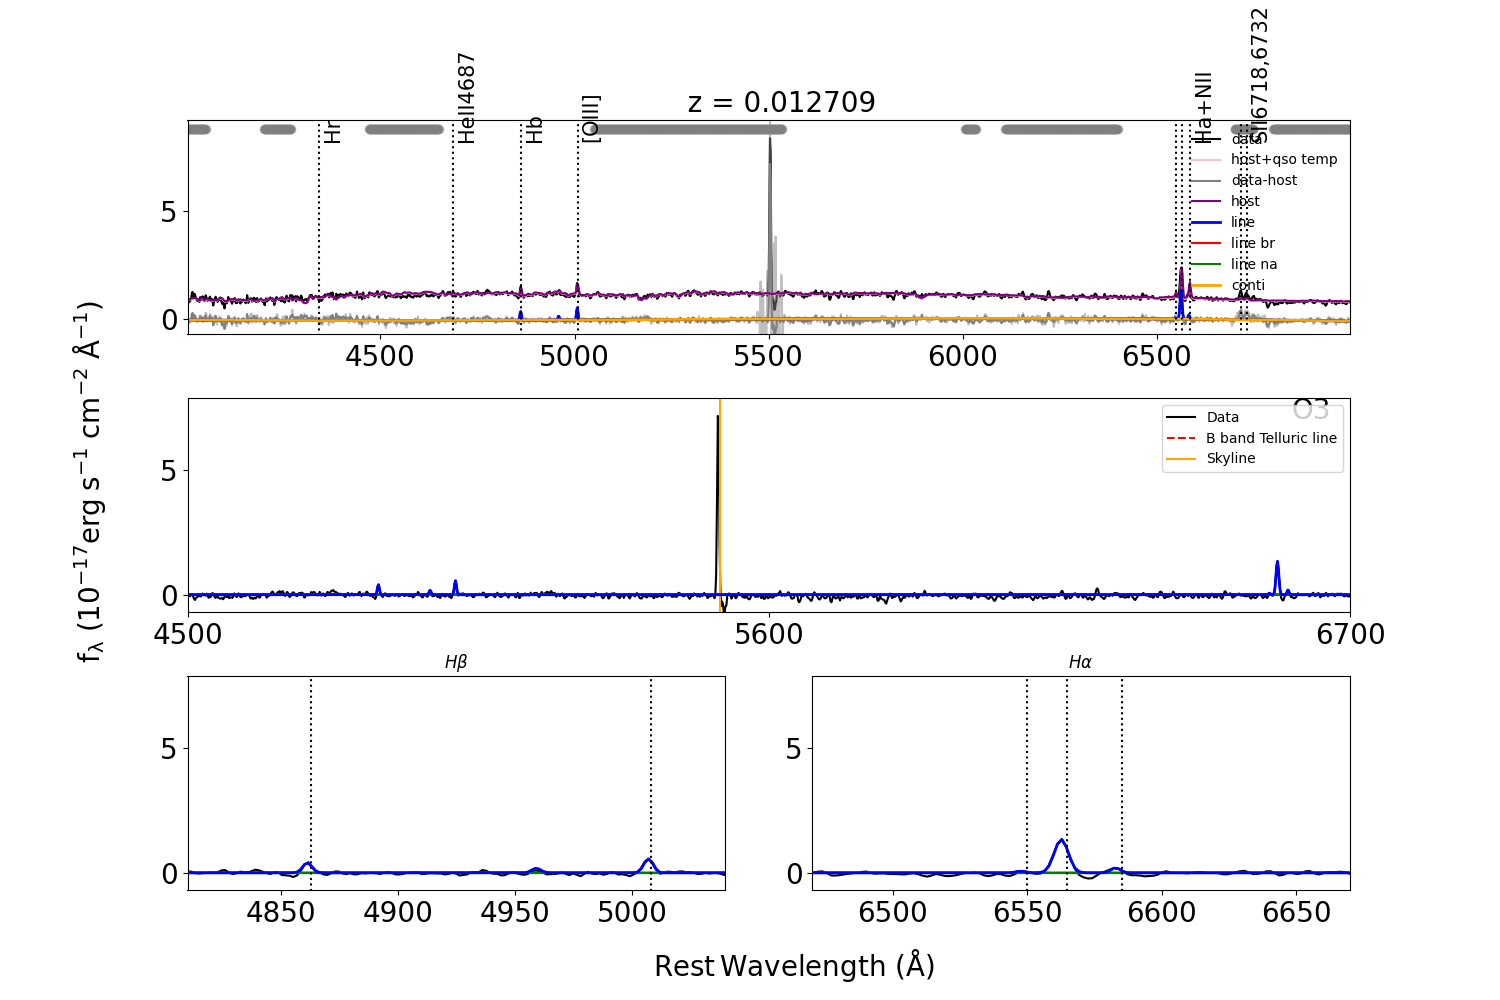 z = 0.012709
Hr
HeII4687
Hb
[OIII]
Ha+NII
SII6718,6732
data
host+qso temp
data-host
host
line
line br
line na
conti
5
0
4500
5000
5500
6000
6500
O3
Data
B band Telluric line
Skyline
5
0
4500
5600
6700
fλ (10⁻¹⁷erg s⁻¹ cm⁻² Å⁻¹)
Hβ
5
0
4850
4900
4950
5000
Hα
5
0
6500
6550
6600
6650
Rest Wavelength (Å)